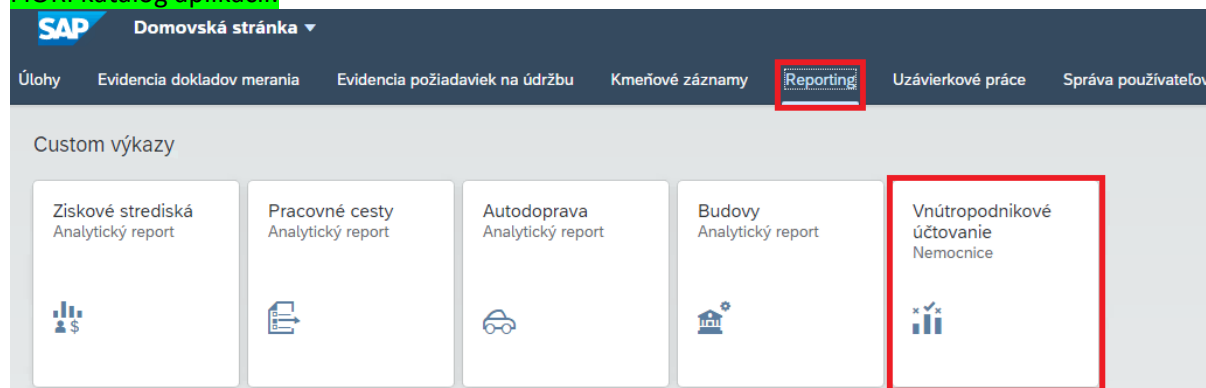 SAP Domovská stránka
Úlohy Evidencia dokladov merania Evidencia požiadaviek na údržbu Kmeňové záznamy Reporting Uzávierkové práce Správa používateľov
Custom výkazy
Ziskové strediská
Analytický report
Pracovné cesty
Analytický report
Autodoprava
Analytický report
Budovy
Analytický report
Vnútropodnikové
účtovanie
Nemocnice